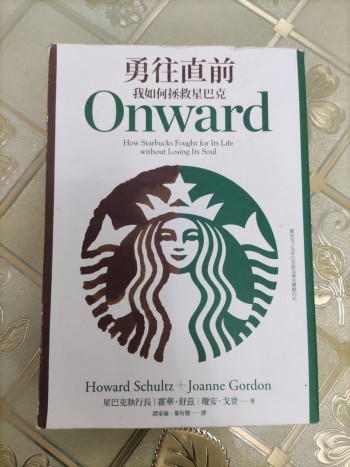 勇往直前
我如何拯救星巴克
Onward
How Starbucks Fought for Its Life
without Losing Its Soul
Howard Schultz + Joanne Gordon
星巴克執行長｜霍華・舒茲｜瓊安・戈登——著
譯——